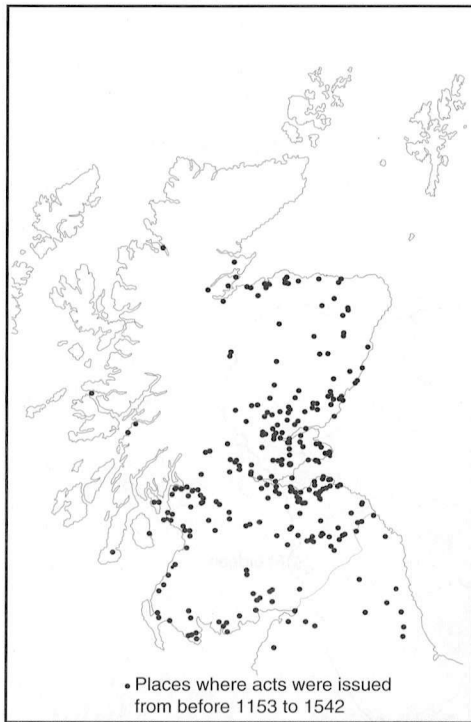 • Places where acts were issued
from before 1153 to 1542